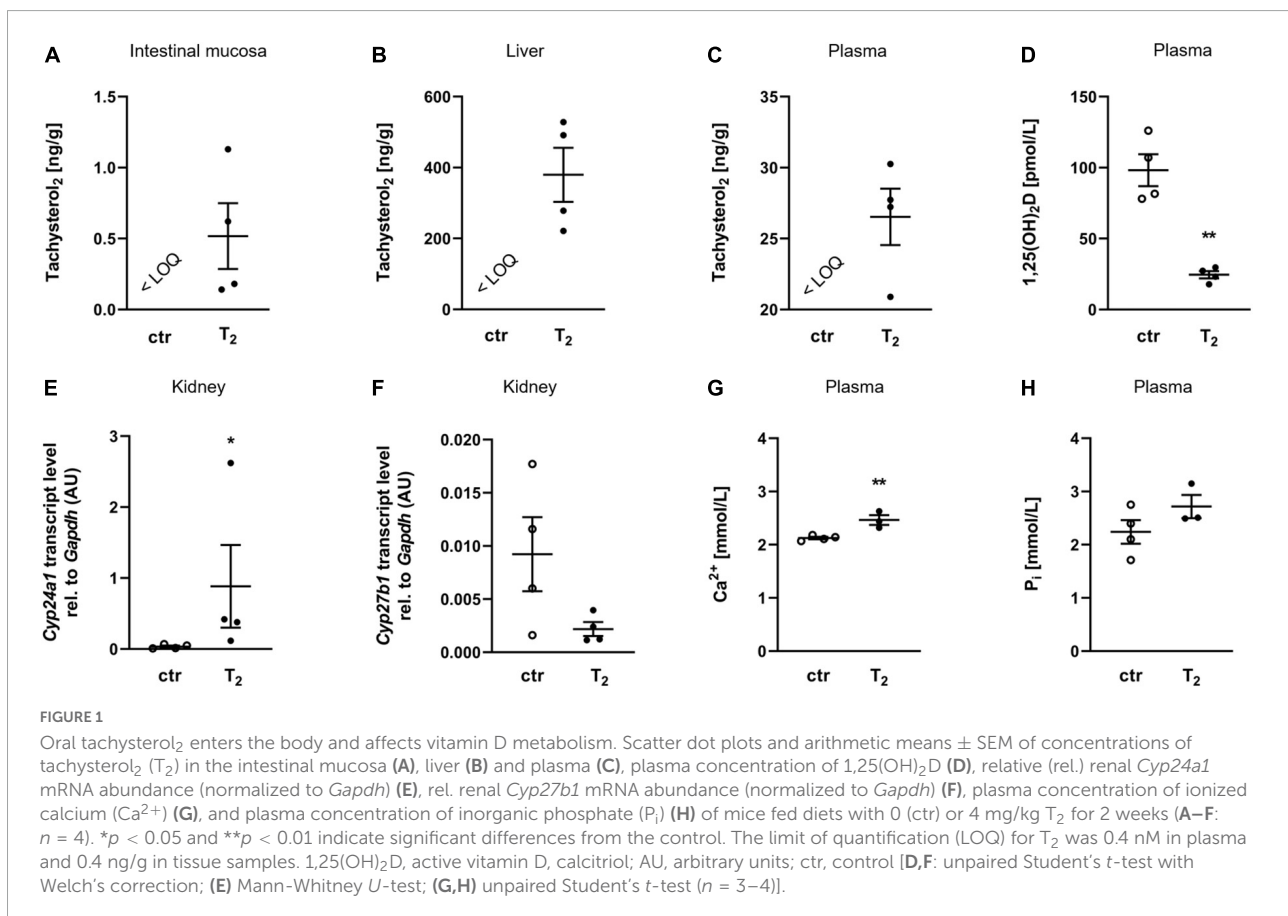 A Intestinal mucosa
Tachysterol₂ [ng/g]
1.5
1.0
0.5
0.0
< LOQ
ctr T₂
B Liver
Tachysterol₂ [ng/g]
600
400
200
0
< LOQ
ctr T₂
C Plasma
Tachysterol₂ [ng/g]
35
30
25
20
< LOQ
ctr T₂
D Plasma
1,25(OH)₂D [pmol/L]
150
100
50
0
**
ctr T₂
E Kidney
Cyp24a1 transcript level
rel. to Gapdh (AU)
3
2
1
0
*
ctr T₂
F Kidney
Cyp27b1 transcript level
rel. to Gapdh (AU)
0.020
0.015
0.010
0.005
0.000
ctr T₂
G Plasma
Ca²⁺ [mmol/L]
4
3
2
1
0
**
ctr T₂
H Plasma
Pᵢ [mmol/L]
4
3
2
1
0
ctr T₂
FIGURE 1
Oral tachysterol₂ enters the body and affects vitamin D metabolism. Scatter dot plots and arithmetic means ± SEM of concentrations of
tachysterol₂ (T₂) in the intestinal mucosa (A), liver (B) and plasma (C), plasma concentration of 1,25(OH)₂D (D), relative (rel.) renal Cyp24a1
mRNA abundance (normalized to Gapdh) (E), rel. renal Cyp27b1 mRNA abundance (normalized to Gapdh) (F), plasma concentration of ionized
calcium (Ca²⁺) (G), and plasma concentration of inorganic phosphate (Pᵢ) (H) of mice fed diets with 0 (ctr) or 4 mg/kg T₂ for 2 weeks (A–F:
n = 4). *p < 0.05 and **p < 0.01 indicate significant differences from the control. The limit of quantification (LOQ) for T₂ was 0.4 nM in plasma
and 0.4 ng/g in tissue samples. 1,25(OH)₂D, active vitamin D, calcitriol; AU, arbitrary units; ctr, control [D,F: unpaired Student's t-test with
Welch's correction; (E) Mann-Whitney U-test; (G,H) unpaired Student's t-test (n = 3–4)].